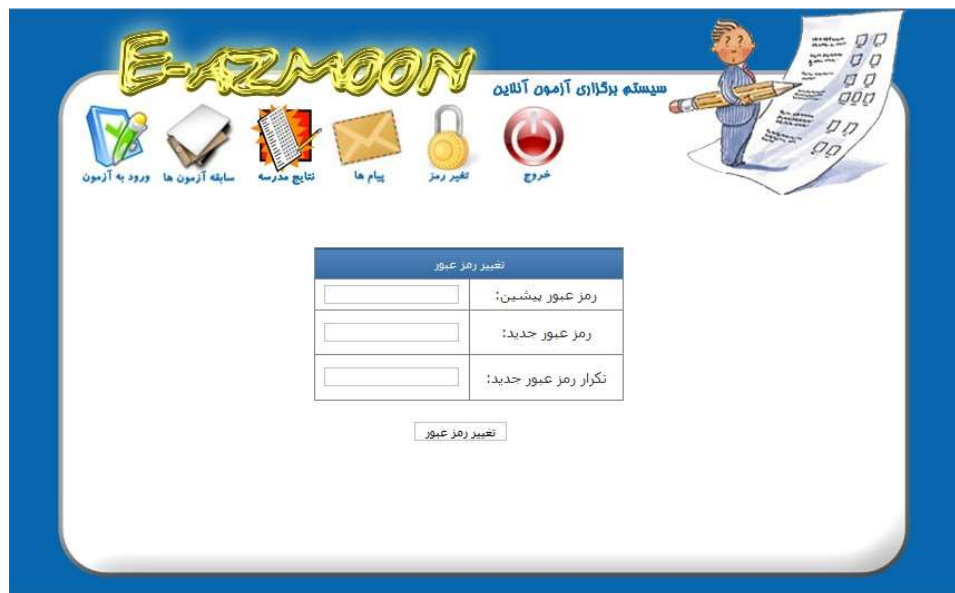 E-AZMOON
سیستم برگزاری آزمون آنلاین
خروج
تغیر رمز
پیام ها
نتایج مدرسه
سابقه آزمون ها
ورود به آزمون
تغییر رمز عبور
رمز عبور پیشین:
رمز عبور جدید:
تکرار رمز عبور جدید:
تغییر رمز عبور